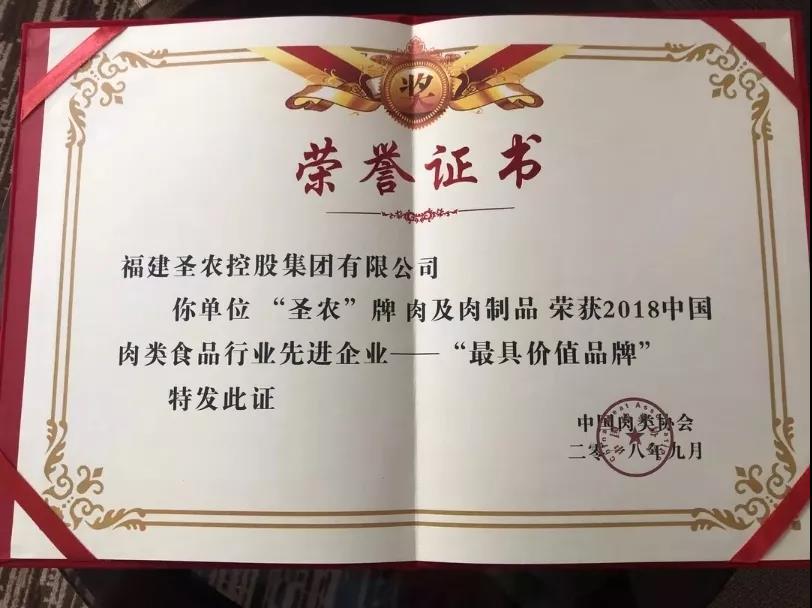 奖
荣誉证书
福建圣农控股集团有限公司
你单位 “圣农”牌 肉及肉制品 荣获2018中国
肉类食品行业先进企业——“最具价值品牌”
特发此证
中国肉类协会
二零一八年九月